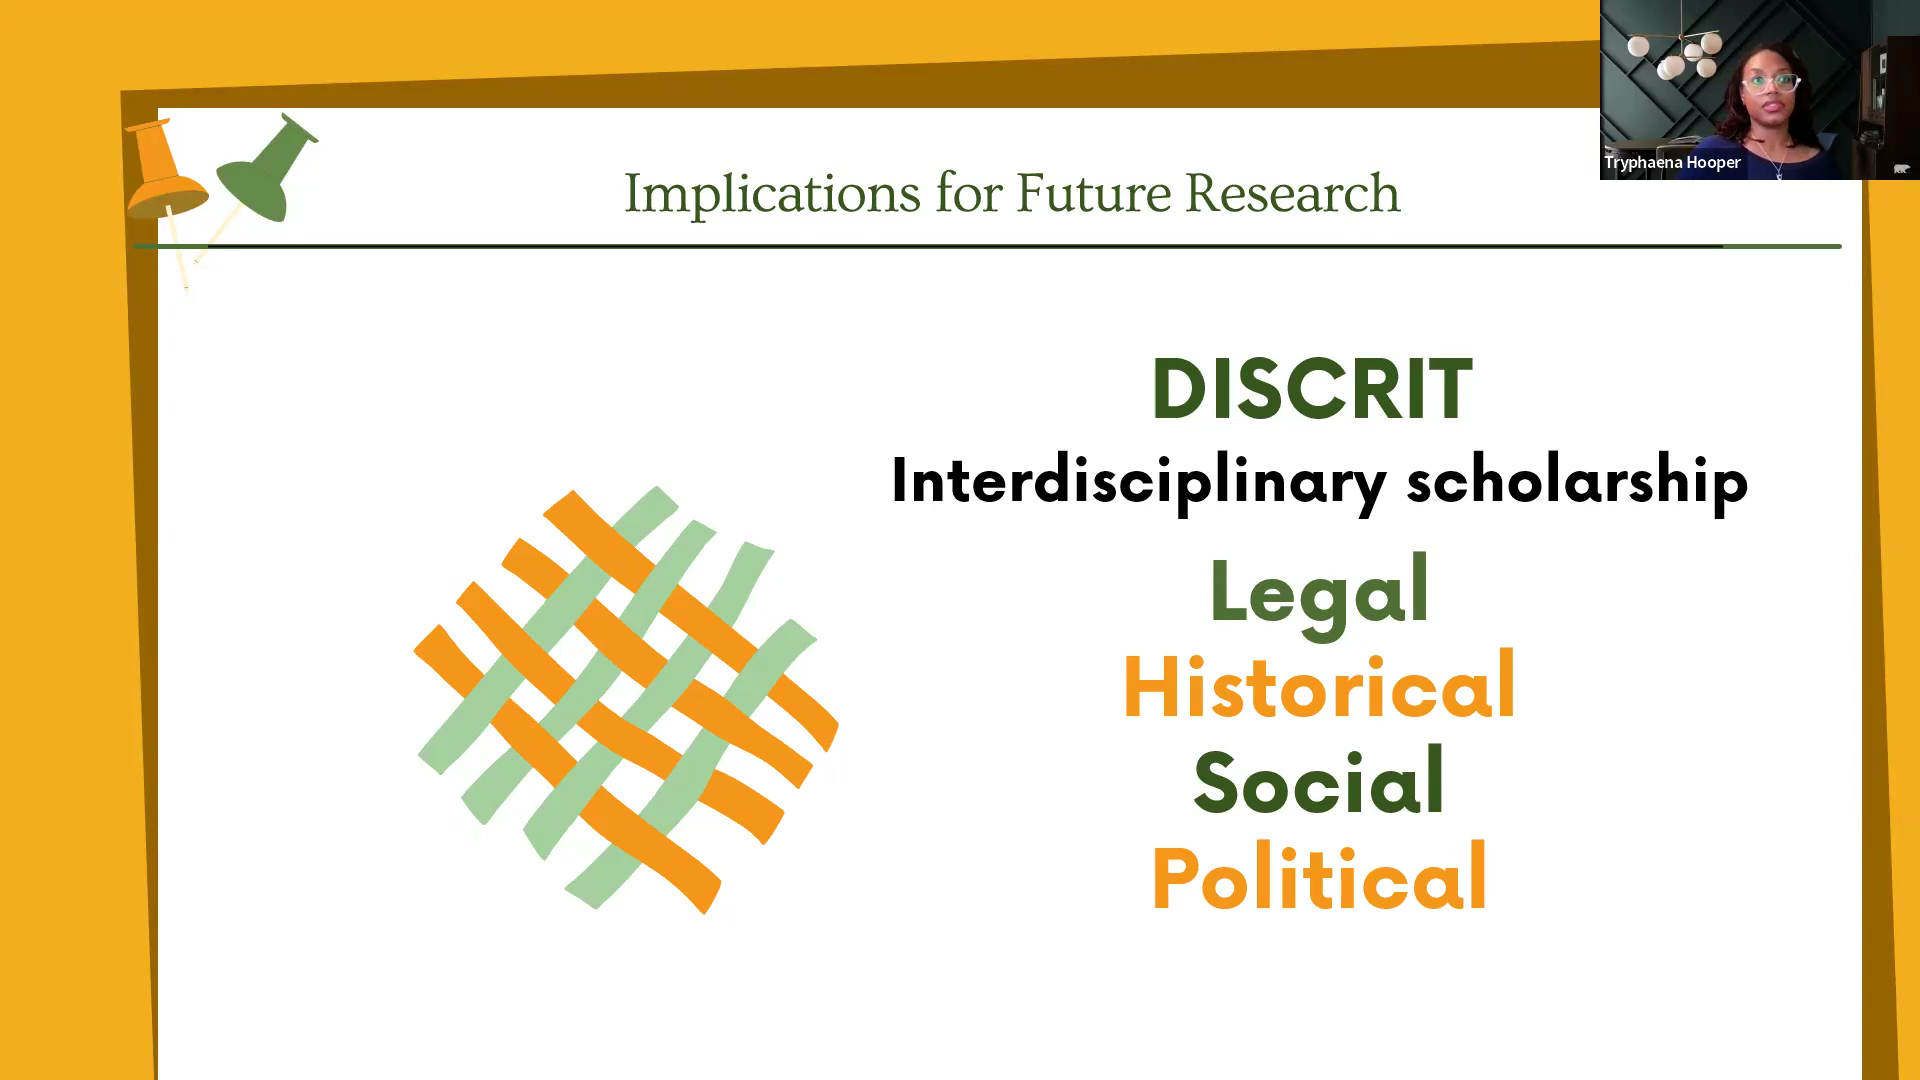 Tryphaena Hooper
Implications for Future Research
DISCRIT
Interdisciplinary scholarship
Legal
Historical
Social
Political